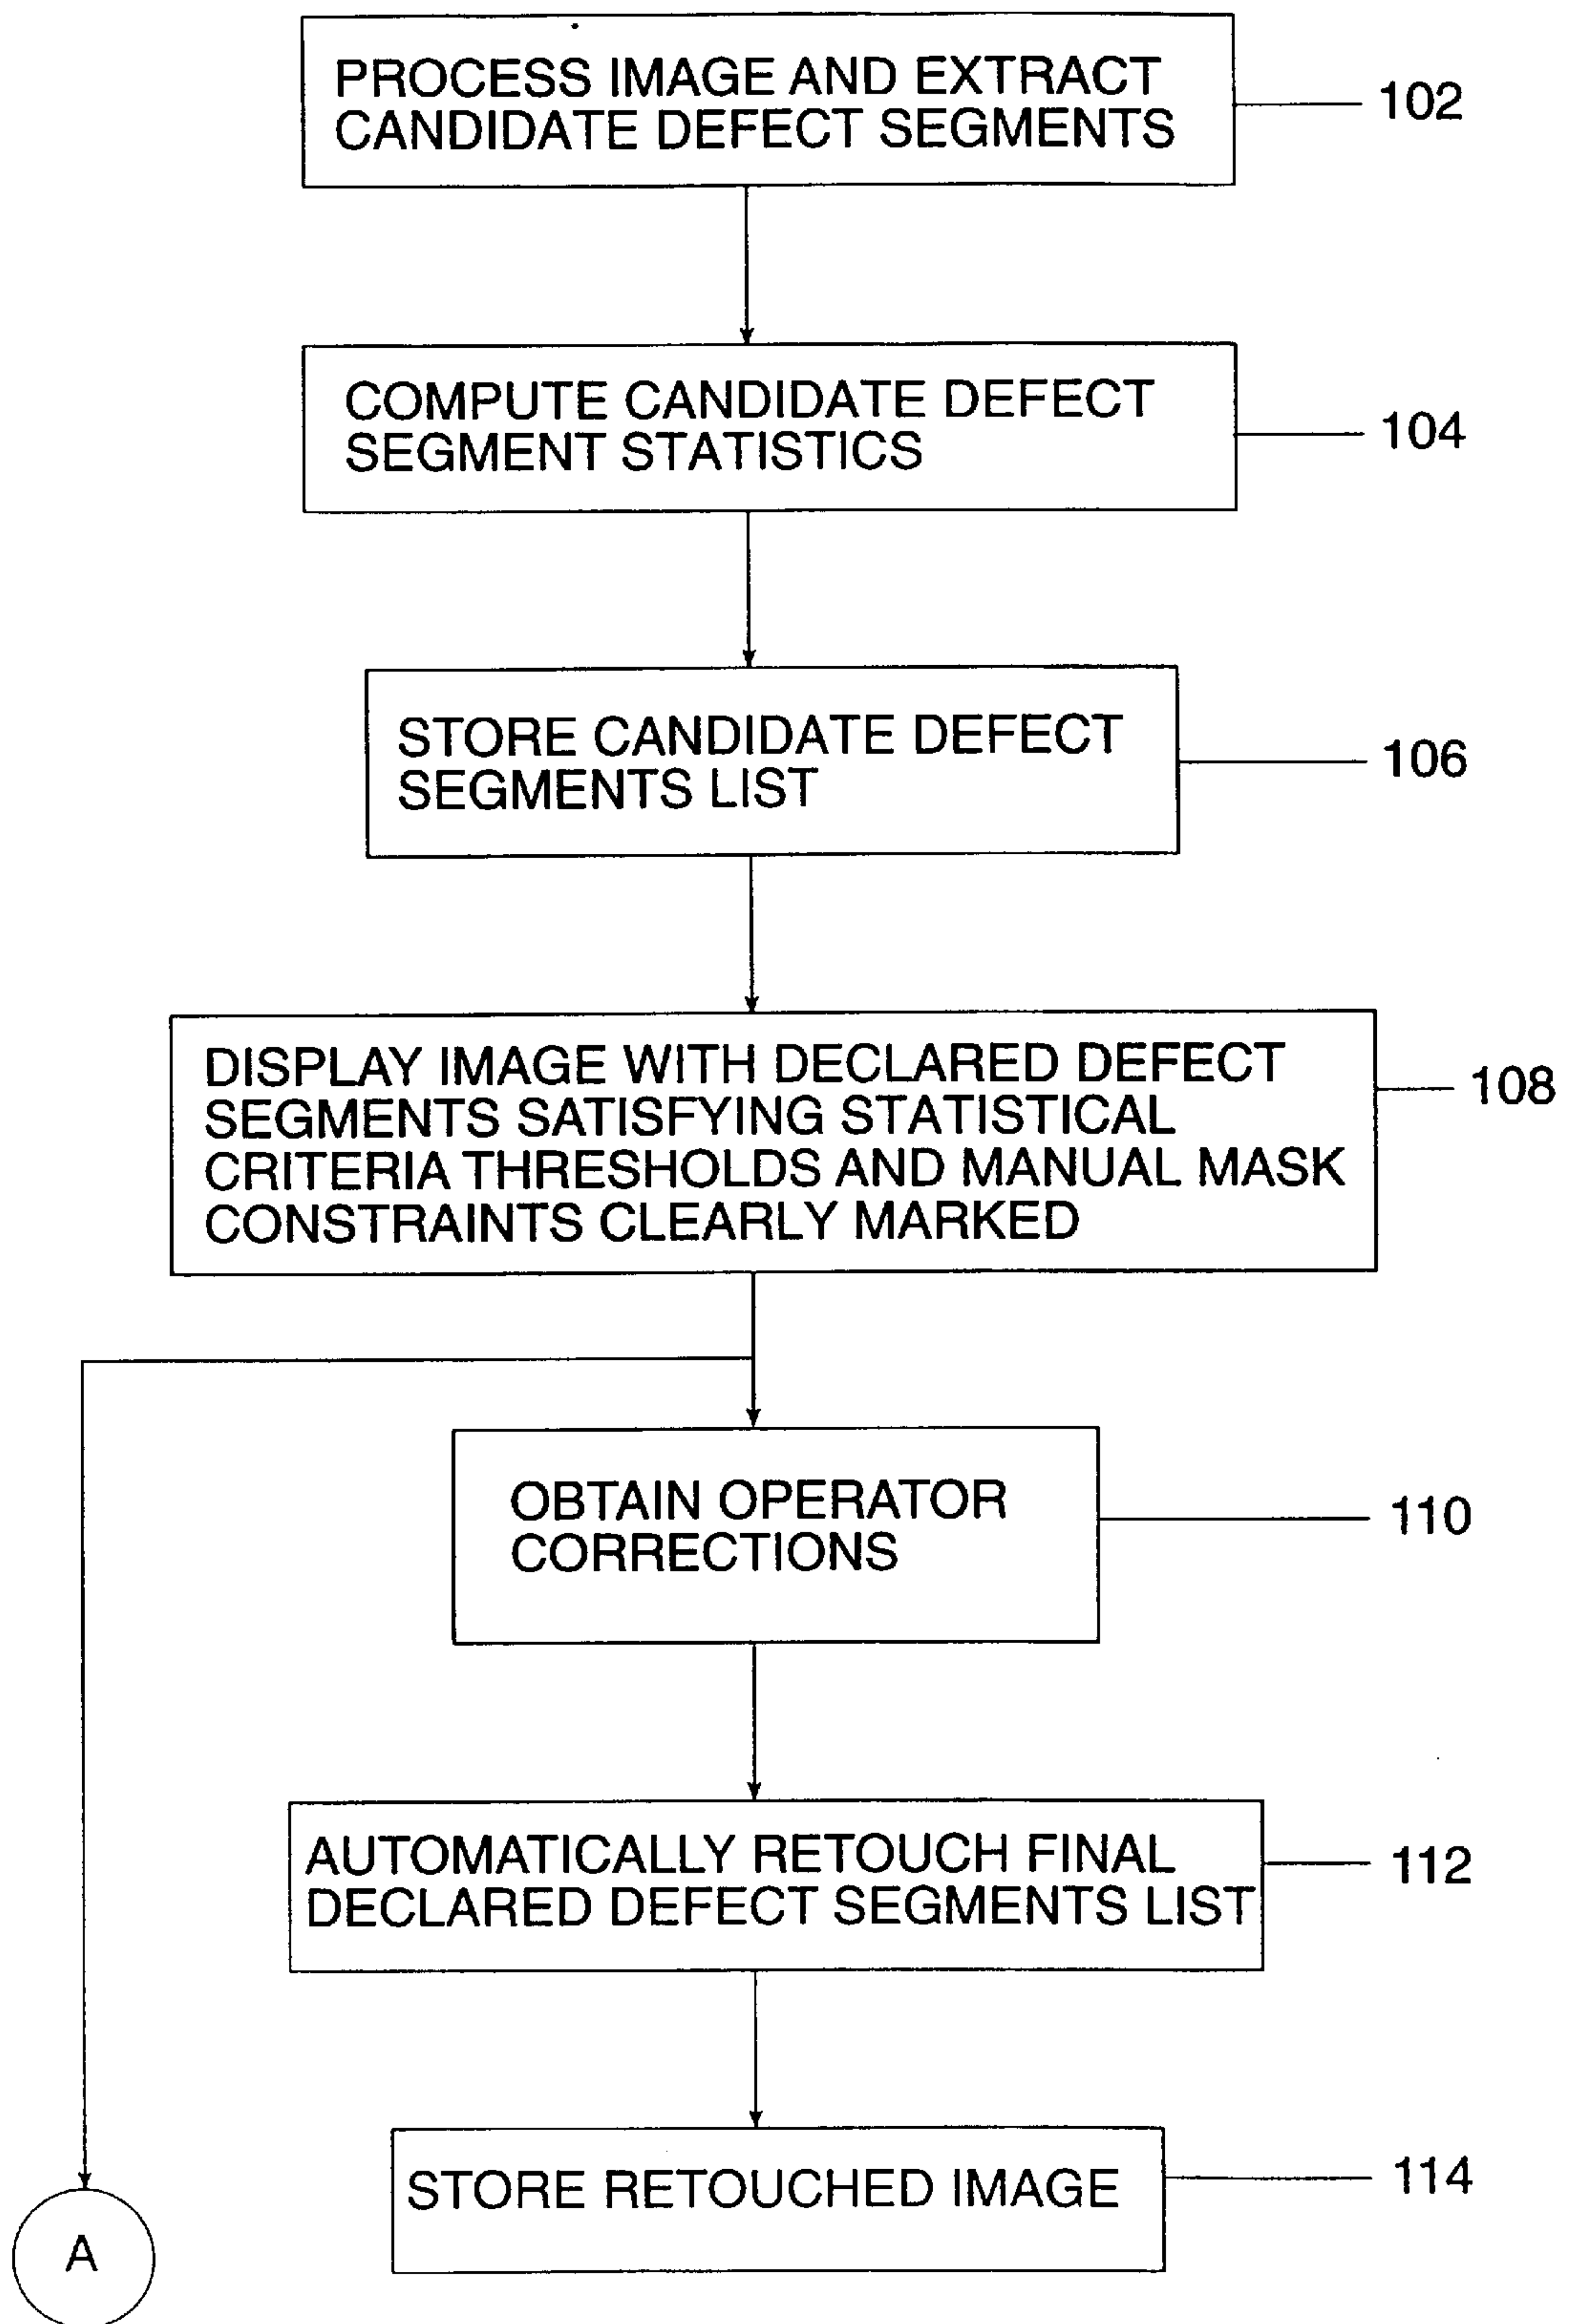 PROCESS IMAGE AND EXTRACT
CANDIDATE DEFECT SEGMENTS
102
COMPUTE CANDIDATE DEFECT
SEGMENT STATISTICS
104
STORE CANDIDATE DEFECT
SEGMENTS LIST
106
DISPLAY IMAGE WITH DECLARED DEFECT
SEGMENTS SATISFYING STATISTICAL
CRITERIA THRESHOLDS AND MANUAL MASK
CONSTRAINTS CLEARLY MARKED
108
OBTAIN OPERATOR
CORRECTIONS
110
AUTOMATICALLY RETOUCH FINAL
DECLARED DEFECT SEGMENTS LIST
112
STORE RETOUCHED IMAGE
114
A